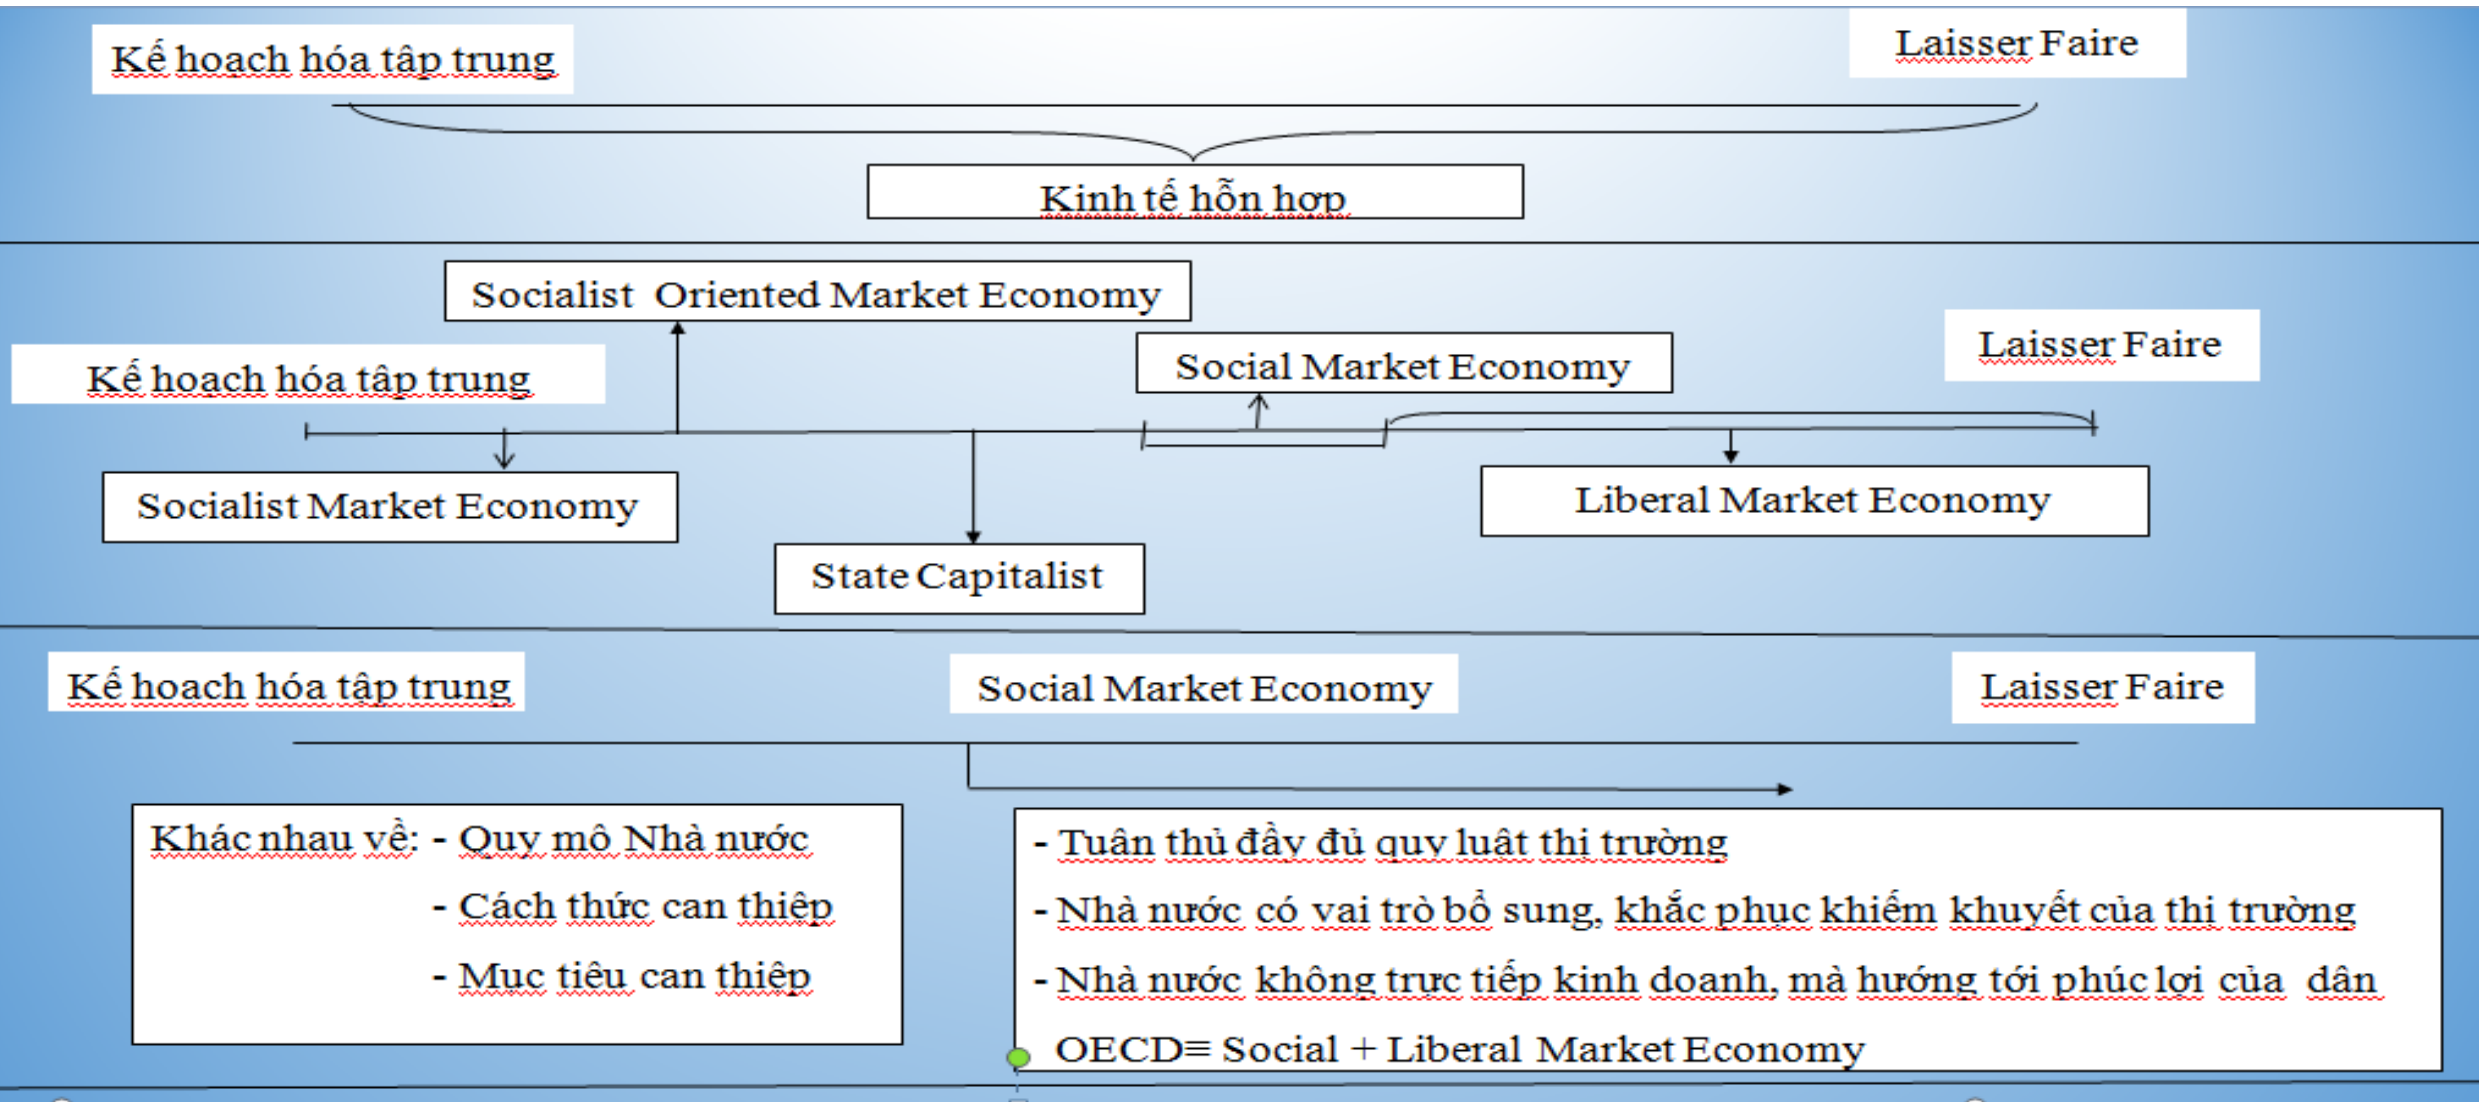 Kế hoạch hóa tập trung
Laisser Faire
Kinh tế hỗn hợp
Socialist Oriented Market Economy
Social Market Economy
Laisser Faire
Kế hoạch hóa tập trung
Socialist Market Economy
Liberal Market Economy
State Capitalist
Kế hoạch hóa tập trung
Social Market Economy
Laisser Faire
Khác nhau về: - Quy mô Nhà nước
- Cách thức can thiệp
- Mục tiêu can thiệp
- Tuân thủ đầy đủ quy luật thị trường
- Nhà nước có vai trò bổ sung, khắc phục khiếm khuyết của thị trường
- Nhà nước không trực tiếp kinh doanh, mà hướng tới phúc lợi của dân
OECD≡ Social + Liberal Market Economy